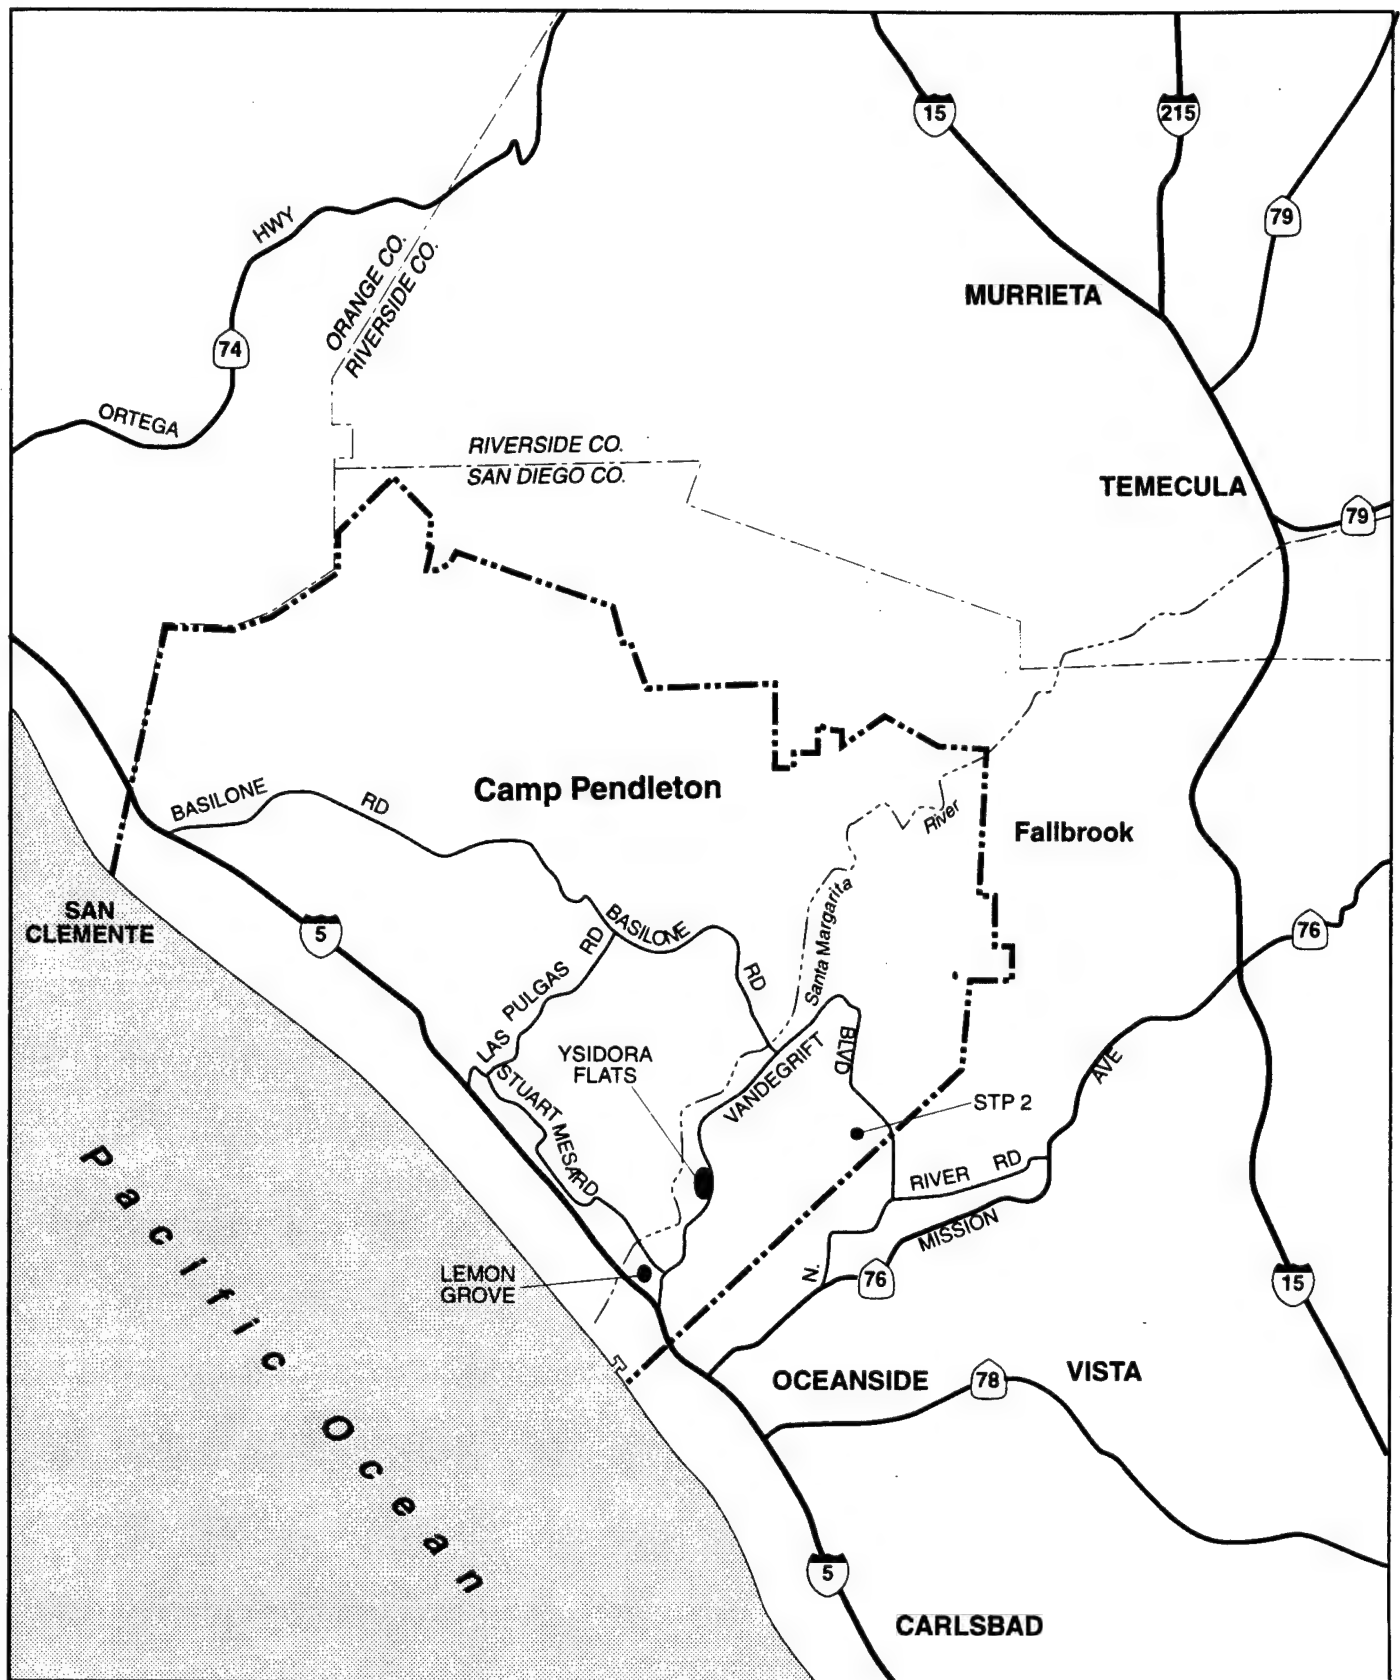 15
215
79
HWY
ORANGE CO.
RIVERSIDE CO.
MURRIETA
74
ORTEGA
RIVERSIDE CO.
SAN DIEGO CO.
TEMECULA
79
Camp Pendleton
BASILONE RD
River
Fallbrook
SAN
CLEMENTE
5
BASILONE RD
Santa Margarita
76
LAS PULGAS RD
YSIDORA
FLATS
VANDEGRIFT BLVD
STUART MESA RD
AVE
STP 2
RIVER RD
MISSION
N.
76
LEMON
GROVE
15
Pacific Ocean
OCEANSIDE
78
VISTA
5
CARLSBAD